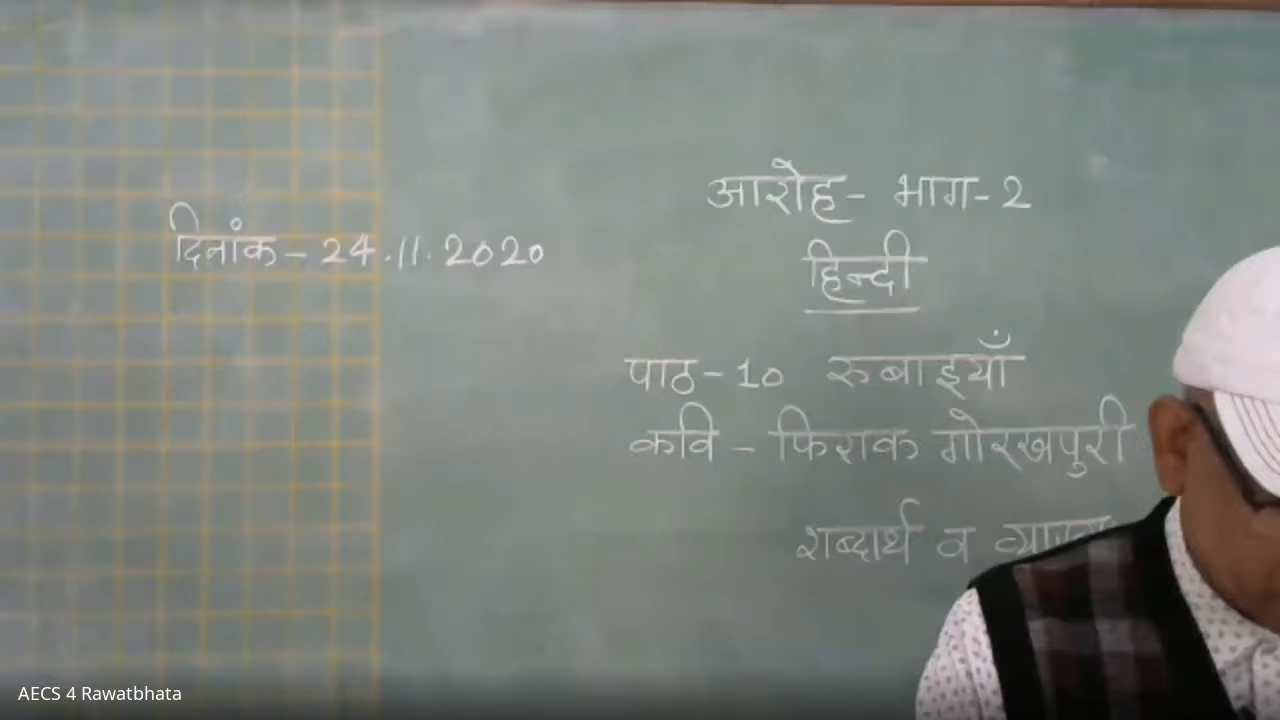 आरोह- भाग-2
दिनांक - 24.11.2020
हिन्दी
पाठ-10 रुबाइयाँ
कवि - फिराक गोरखपुरी
शब्दार्थ व
AECS 4 Rawatbhata